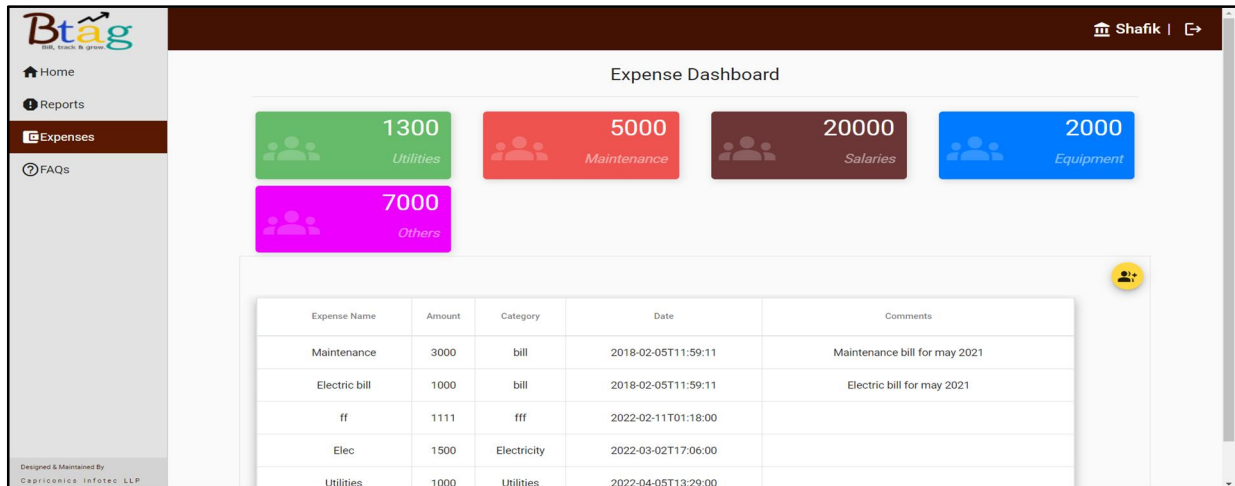 Btag
Bill, track & grow.
Shafik |
Home
Reports
Expenses
FAQs
Designed & Maintained By
Capriconics Infotec LLP
Expense Dashboard
1300
Utilities
5000
Maintenance
20000
Salaries
2000
Equipment
7000
Others
Expense Name Amount Category Date Comments
Maintenance 3000 bill 2018-02-05T11:59:11 Maintenance bill for may 2021
Electric bill 1000 bill 2018-02-05T11:59:11 Electric bill for may 2021
ff 1111 fff 2022-02-11T01:18:00
Elec 1500 Electricity 2022-03-02T17:06:00
Utilities 1000 Utilities 2022-04-05T13:29:00